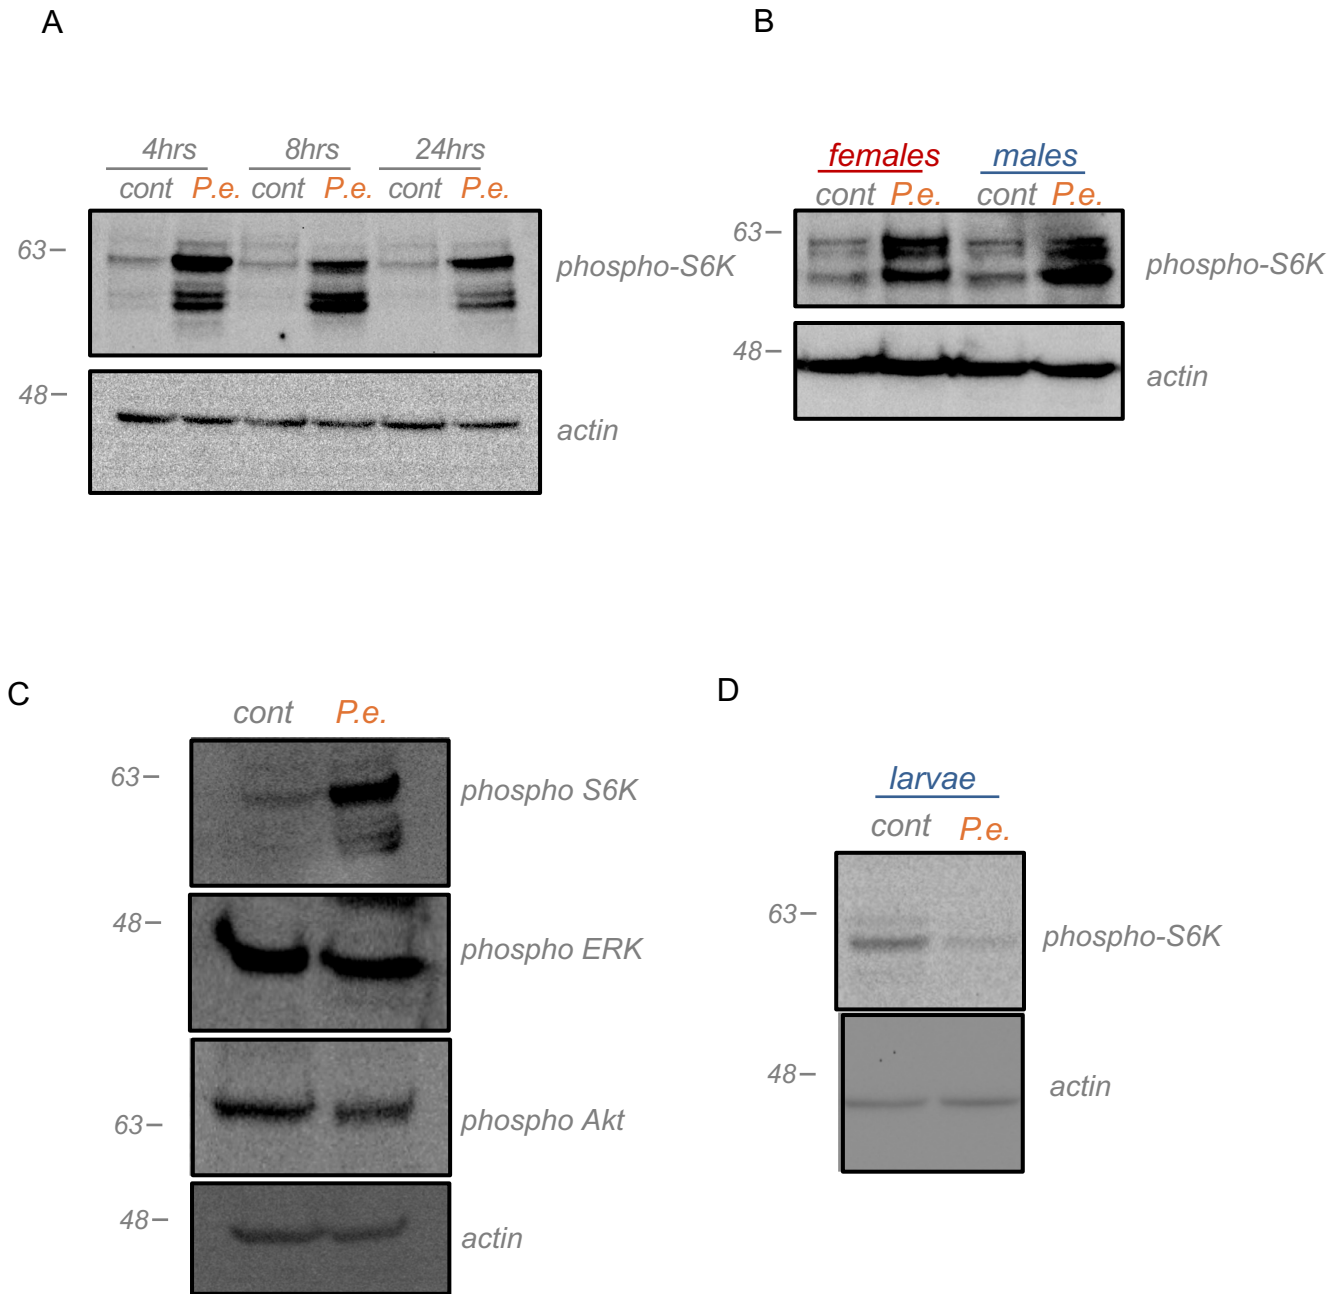 A
4hrs 8hrs 24hrs
cont P.e. cont P.e. cont P.e.
63
phospho-S6K
48
actin
B
females males
cont P.e. cont P.e.
63
phospho-S6K
48
actin
C
cont P.e.
63
phospho S6K
48
phospho ERK
63
phospho Akt
48
actin
D
larvae
cont P.e.
63
phospho-S6K
48
actin